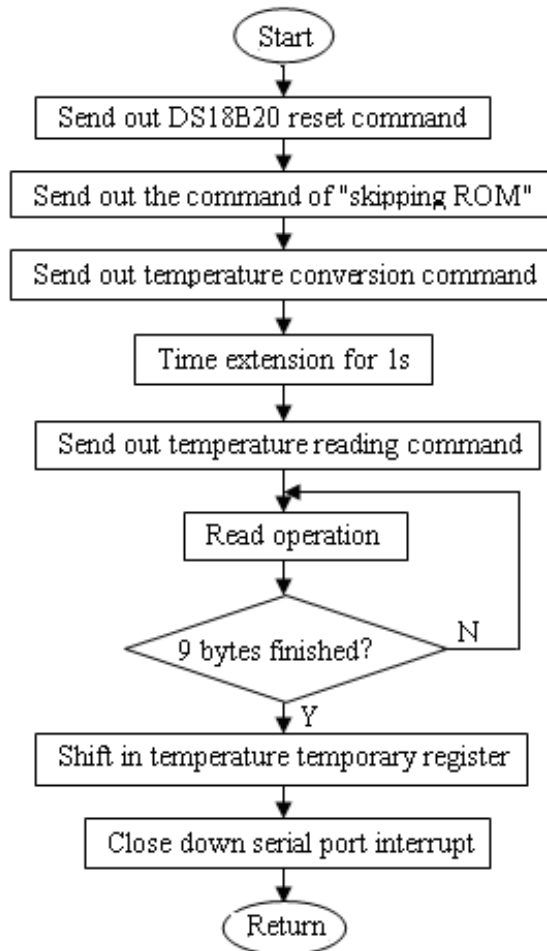 Start
Send out DS18B20 reset command
Send out the command of "skipping ROM"
Send out temperature conversion command
Time extension for 1s
Send out temperature reading command
Read operation
9 bytes finished?
N
Y
Shift in temperature temporary register
Close down serial port interrupt
Return